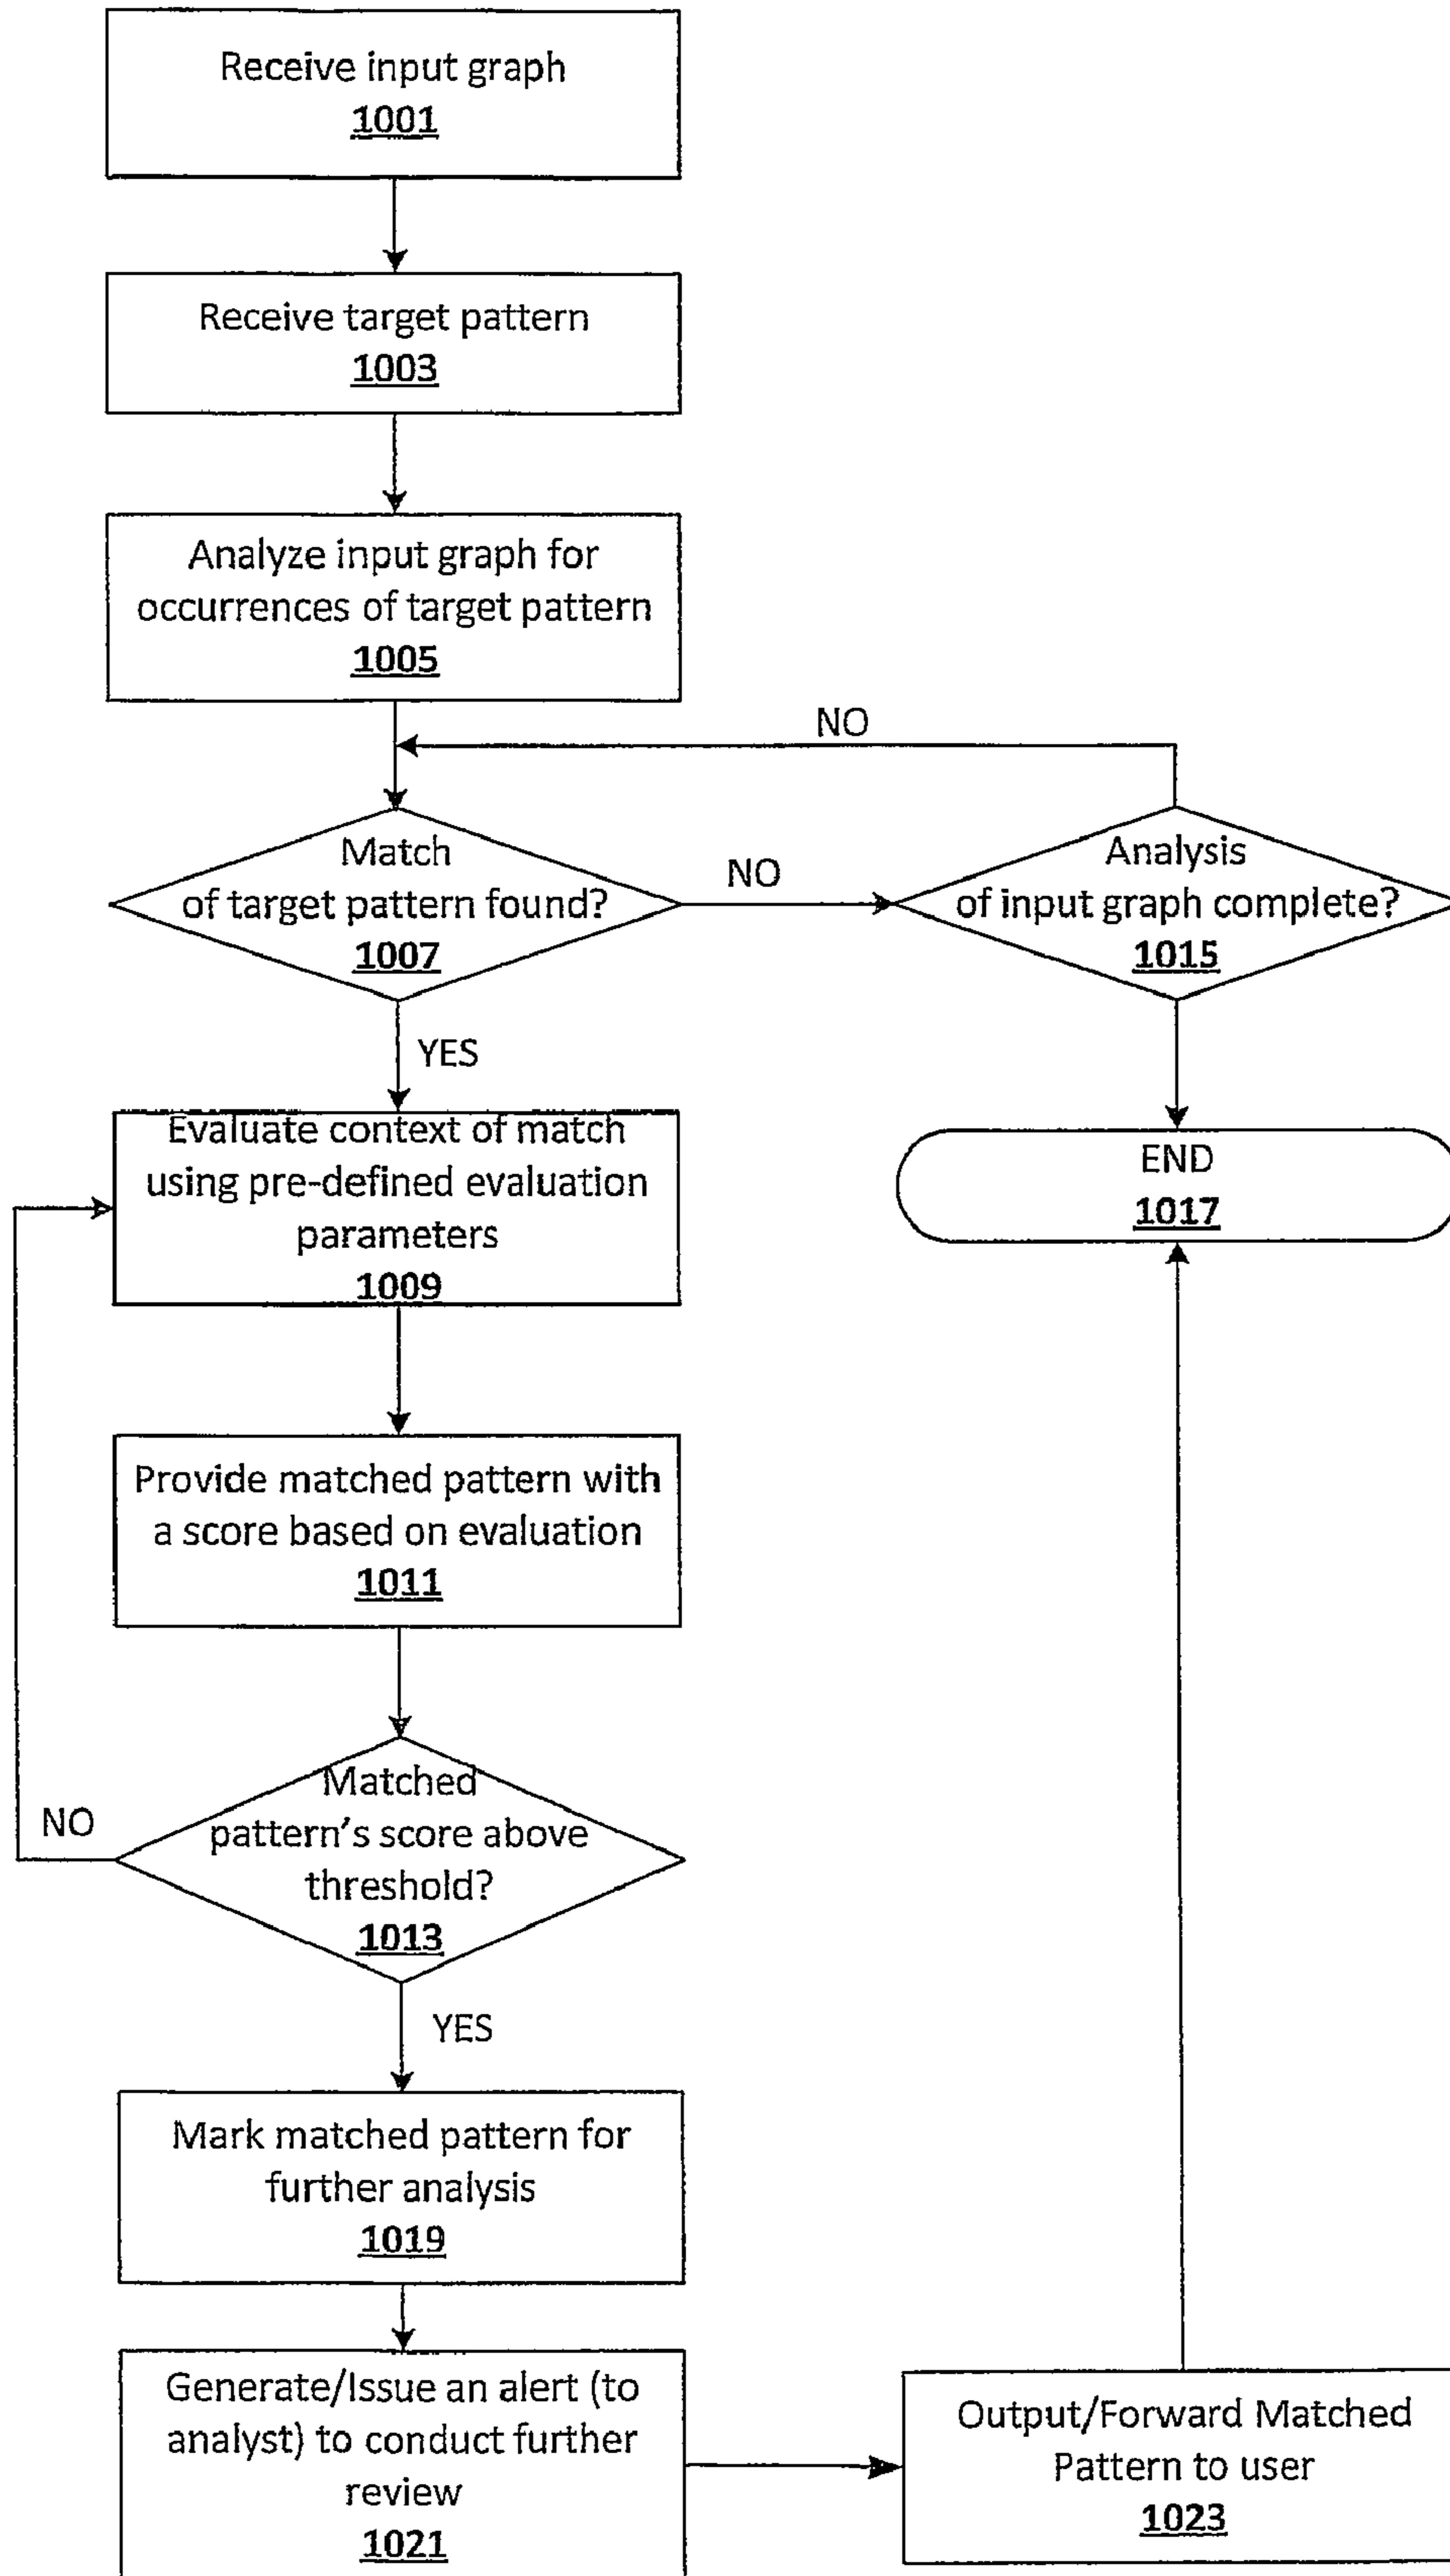 Receive input graph
1001
Receive target pattern
1003
Analyze input graph for
occurrences of target pattern
1005
NO
Match
of target pattern found?
1007
NO
Analysis
of input graph complete?
1015
YES
Evaluate context of match
using pre-defined evaluation
parameters
1009
END
1017
Provide matched pattern with
a score based on evaluation
1011
Matched
pattern's score above
threshold?
1013
NO
YES
Mark matched pattern for
further analysis
1019
Generate/Issue an alert (to
analyst) to conduct further
review
1021
Output/Forward Matched
Pattern to user
1023